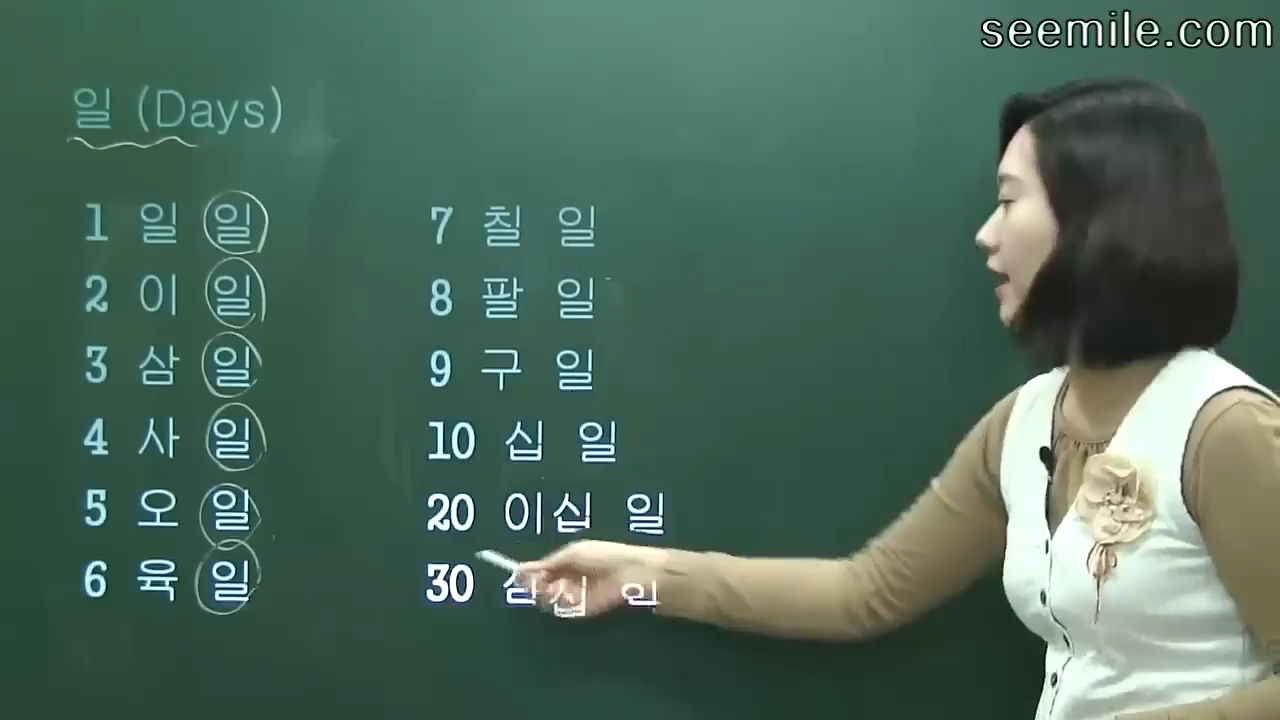 seemile.com
일 (Days)
1 일 일
2 이 일
3 삼 일
4 사 일
5 오 일
6 육 일
7 칠 일
8 팔 일
9 구 일
10 십 일
20 이십 일
30